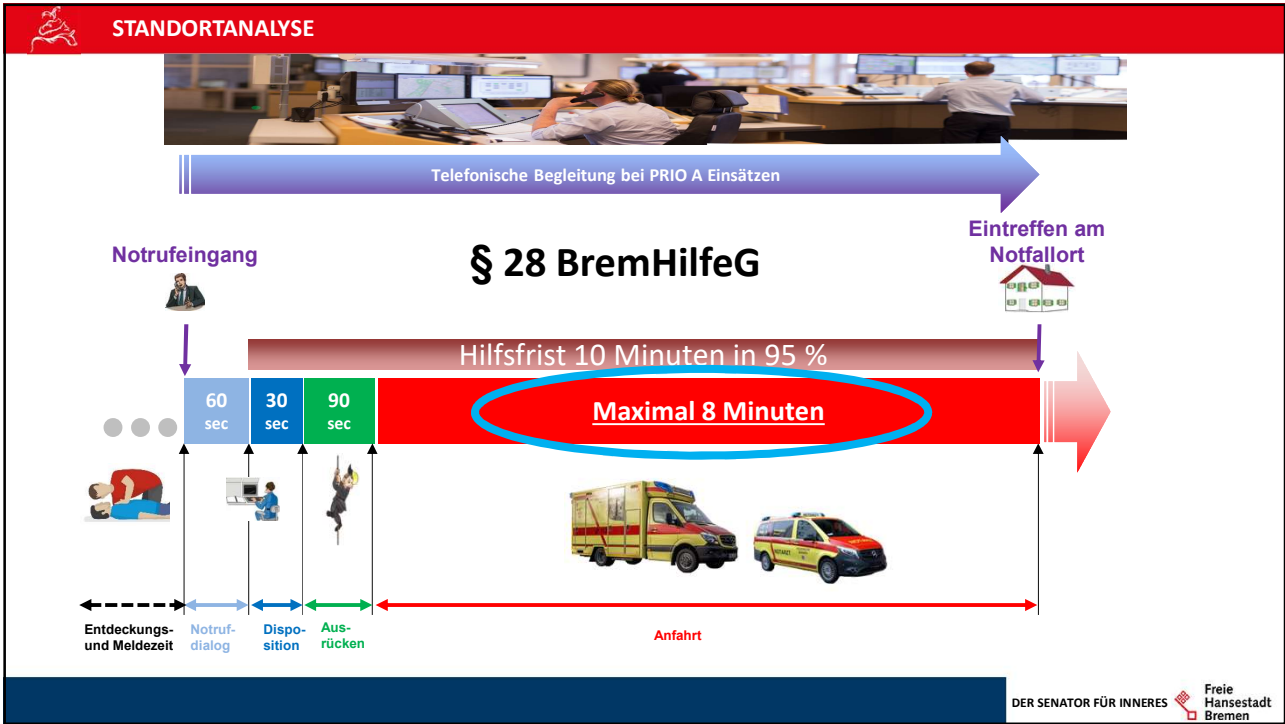 STANDORTANALYSE
Telefonische Begleitung bei PRIO A Einsätzen
Notrufeingang
§ 28 BremHilfeG
Eintreffen am
Notfallort
Hilfsfrist 10 Minuten in 95 %
60
sec
30
sec
90
sec
Maximal 8 Minuten
NOTARZT
Entdeckungs-
und Meldezeit
Notruf-
dialog
Dispo-
sition
Aus-
rücken
Anfahrt
DER SENATOR FÜR INNERES
Freie
Hansestadt
Bremen